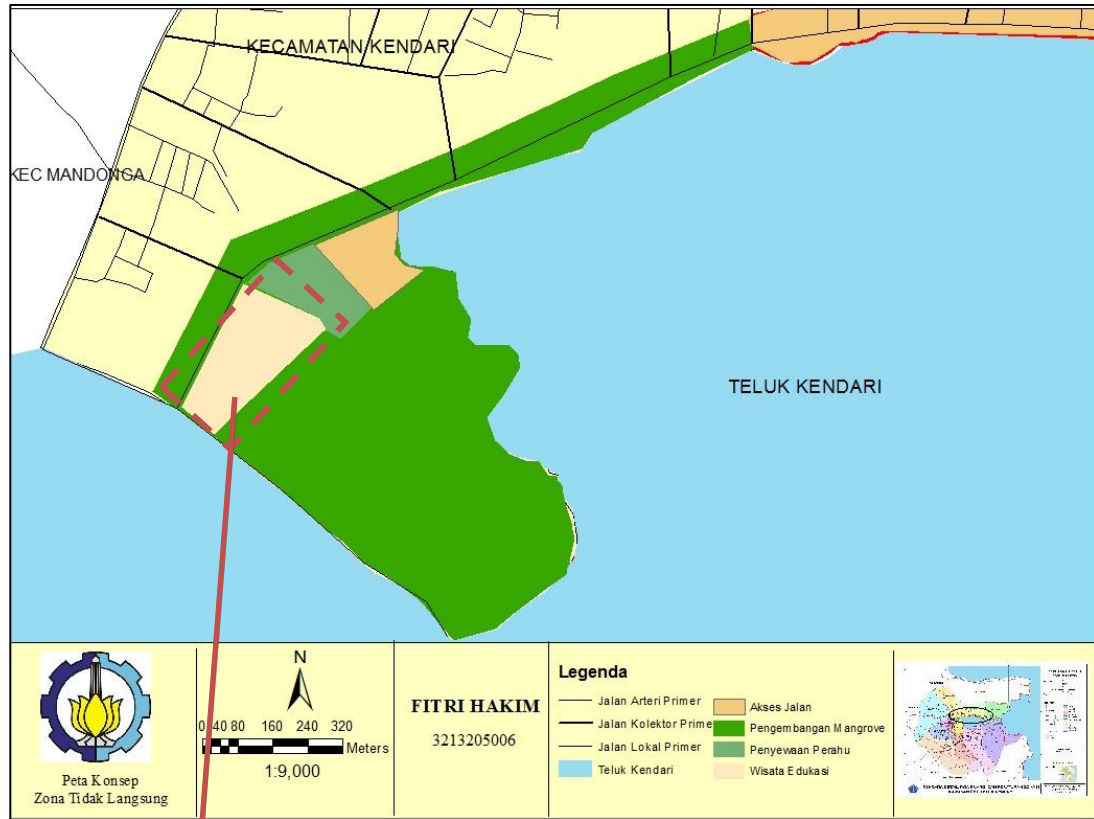 KECAMATAN KENDARI
KEC MANDONGA
TELUK KENDARI
Peta Konsep
Zona Tidak Langsung
N
0 40 80 160 240 320
Meters
1:9,000
FITRI HAKIM
3213205006
Legenda
Jalan Arteri Primer
Jalan Kolektor Prime
Jalan Lokal Primer
Teluk Kendari
Akses Jalan
Pengembangan Mangrove
Penyewaan Perahu
Wisata Edukasi